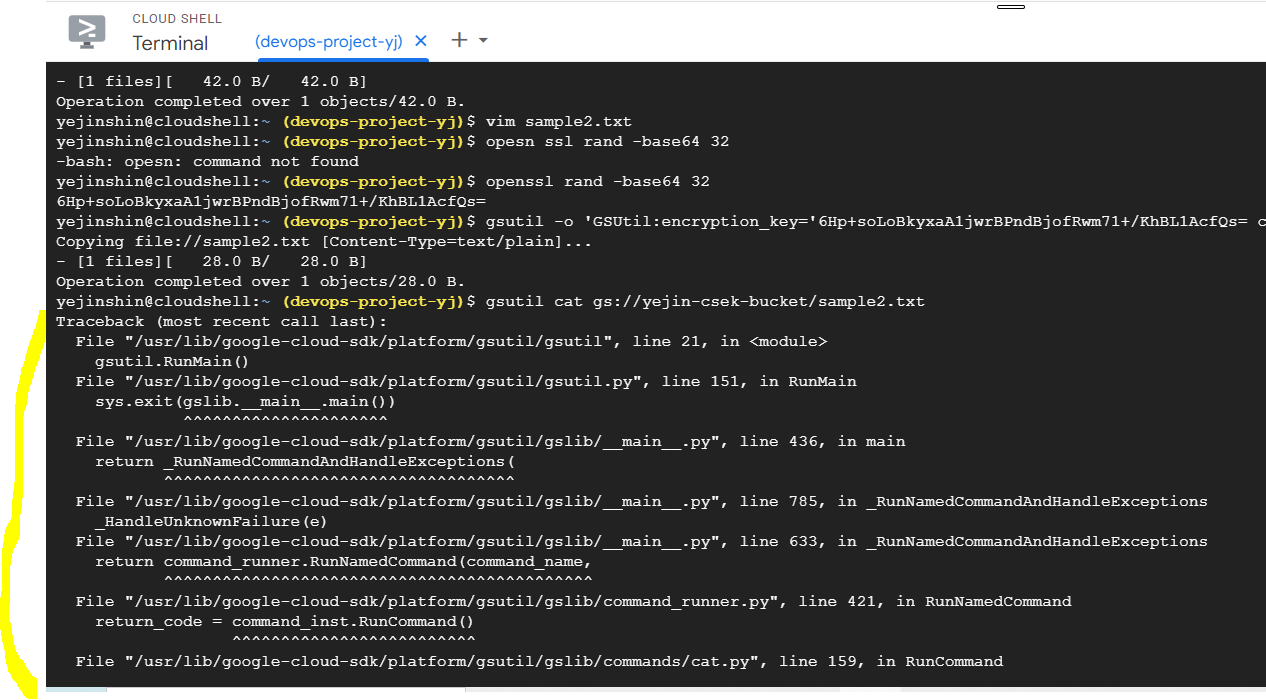 CLOUD SHELL
Terminal
(devops-project-yj)
- [1 files][   42.0 B/   42.0 B]
Operation completed over 1 objects/42.0 B.
yejinshin@cloudshell:~ (devops-project-yj)$ vim sample2.txt
yejinshin@cloudshell:~ (devops-project-yj)$ opesn ssl rand -base64 32
-bash: opesn: command not found
yejinshin@cloudshell:~ (devops-project-yj)$ openssl rand -base64 32
6Hp+soLoBkyxaA1jwrBPndBjofRwm71+/KhBL1AcfQs=
yejinshin@cloudshell:~ (devops-project-yj)$ gsutil -o 'GSUtil:encryption_key='6Hp+soLoBkyxaA1jwrBPndBjofRwm71+/KhBL1AcfQs= c
Copying file://sample2.txt [Content-Type=text/plain]...
- [1 files][   28.0 B/   28.0 B]
Operation completed over 1 objects/28.0 B.
yejinshin@cloudshell:~ (devops-project-yj)$ gsutil cat gs://yejin-csek-bucket/sample2.txt
Traceback (most recent call last):
  File "/usr/lib/google-cloud-sdk/platform/gsutil/gsutil", line 21, in <module>
    gsutil.RunMain()
  File "/usr/lib/google-cloud-sdk/platform/gsutil/gsutil.py", line 151, in RunMain
    sys.exit(gslib.__main__.main())
             ^^^^^^^^^^^^^^^^^^^^^
  File "/usr/lib/google-cloud-sdk/platform/gsutil/gslib/__main__.py", line 436, in main
    return _RunNamedCommandAndHandleExceptions(
           ^^^^^^^^^^^^^^^^^^^^^^^^^^^^^^^^^^^^
  File "/usr/lib/google-cloud-sdk/platform/gsutil/gslib/__main__.py", line 785, in _RunNamedCommandAndHandleExceptions
    _HandleUnknownFailure(e)
  File "/usr/lib/google-cloud-sdk/platform/gsutil/gslib/__main__.py", line 633, in _RunNamedCommandAndHandleExceptions
    return command_runner.RunNamedCommand(command_name,
           ^^^^^^^^^^^^^^^^^^^^^^^^^^^^^^^^^^^^^^^^^^^^
  File "/usr/lib/google-cloud-sdk/platform/gsutil/gslib/command_runner.py", line 421, in RunNamedCommand
    return_code = command_inst.RunCommand()
                  ^^^^^^^^^^^^^^^^^^^^^^^^^
  File "/usr/lib/google-cloud-sdk/platform/gsutil/gslib/commands/cat.py", line 159, in RunCommand